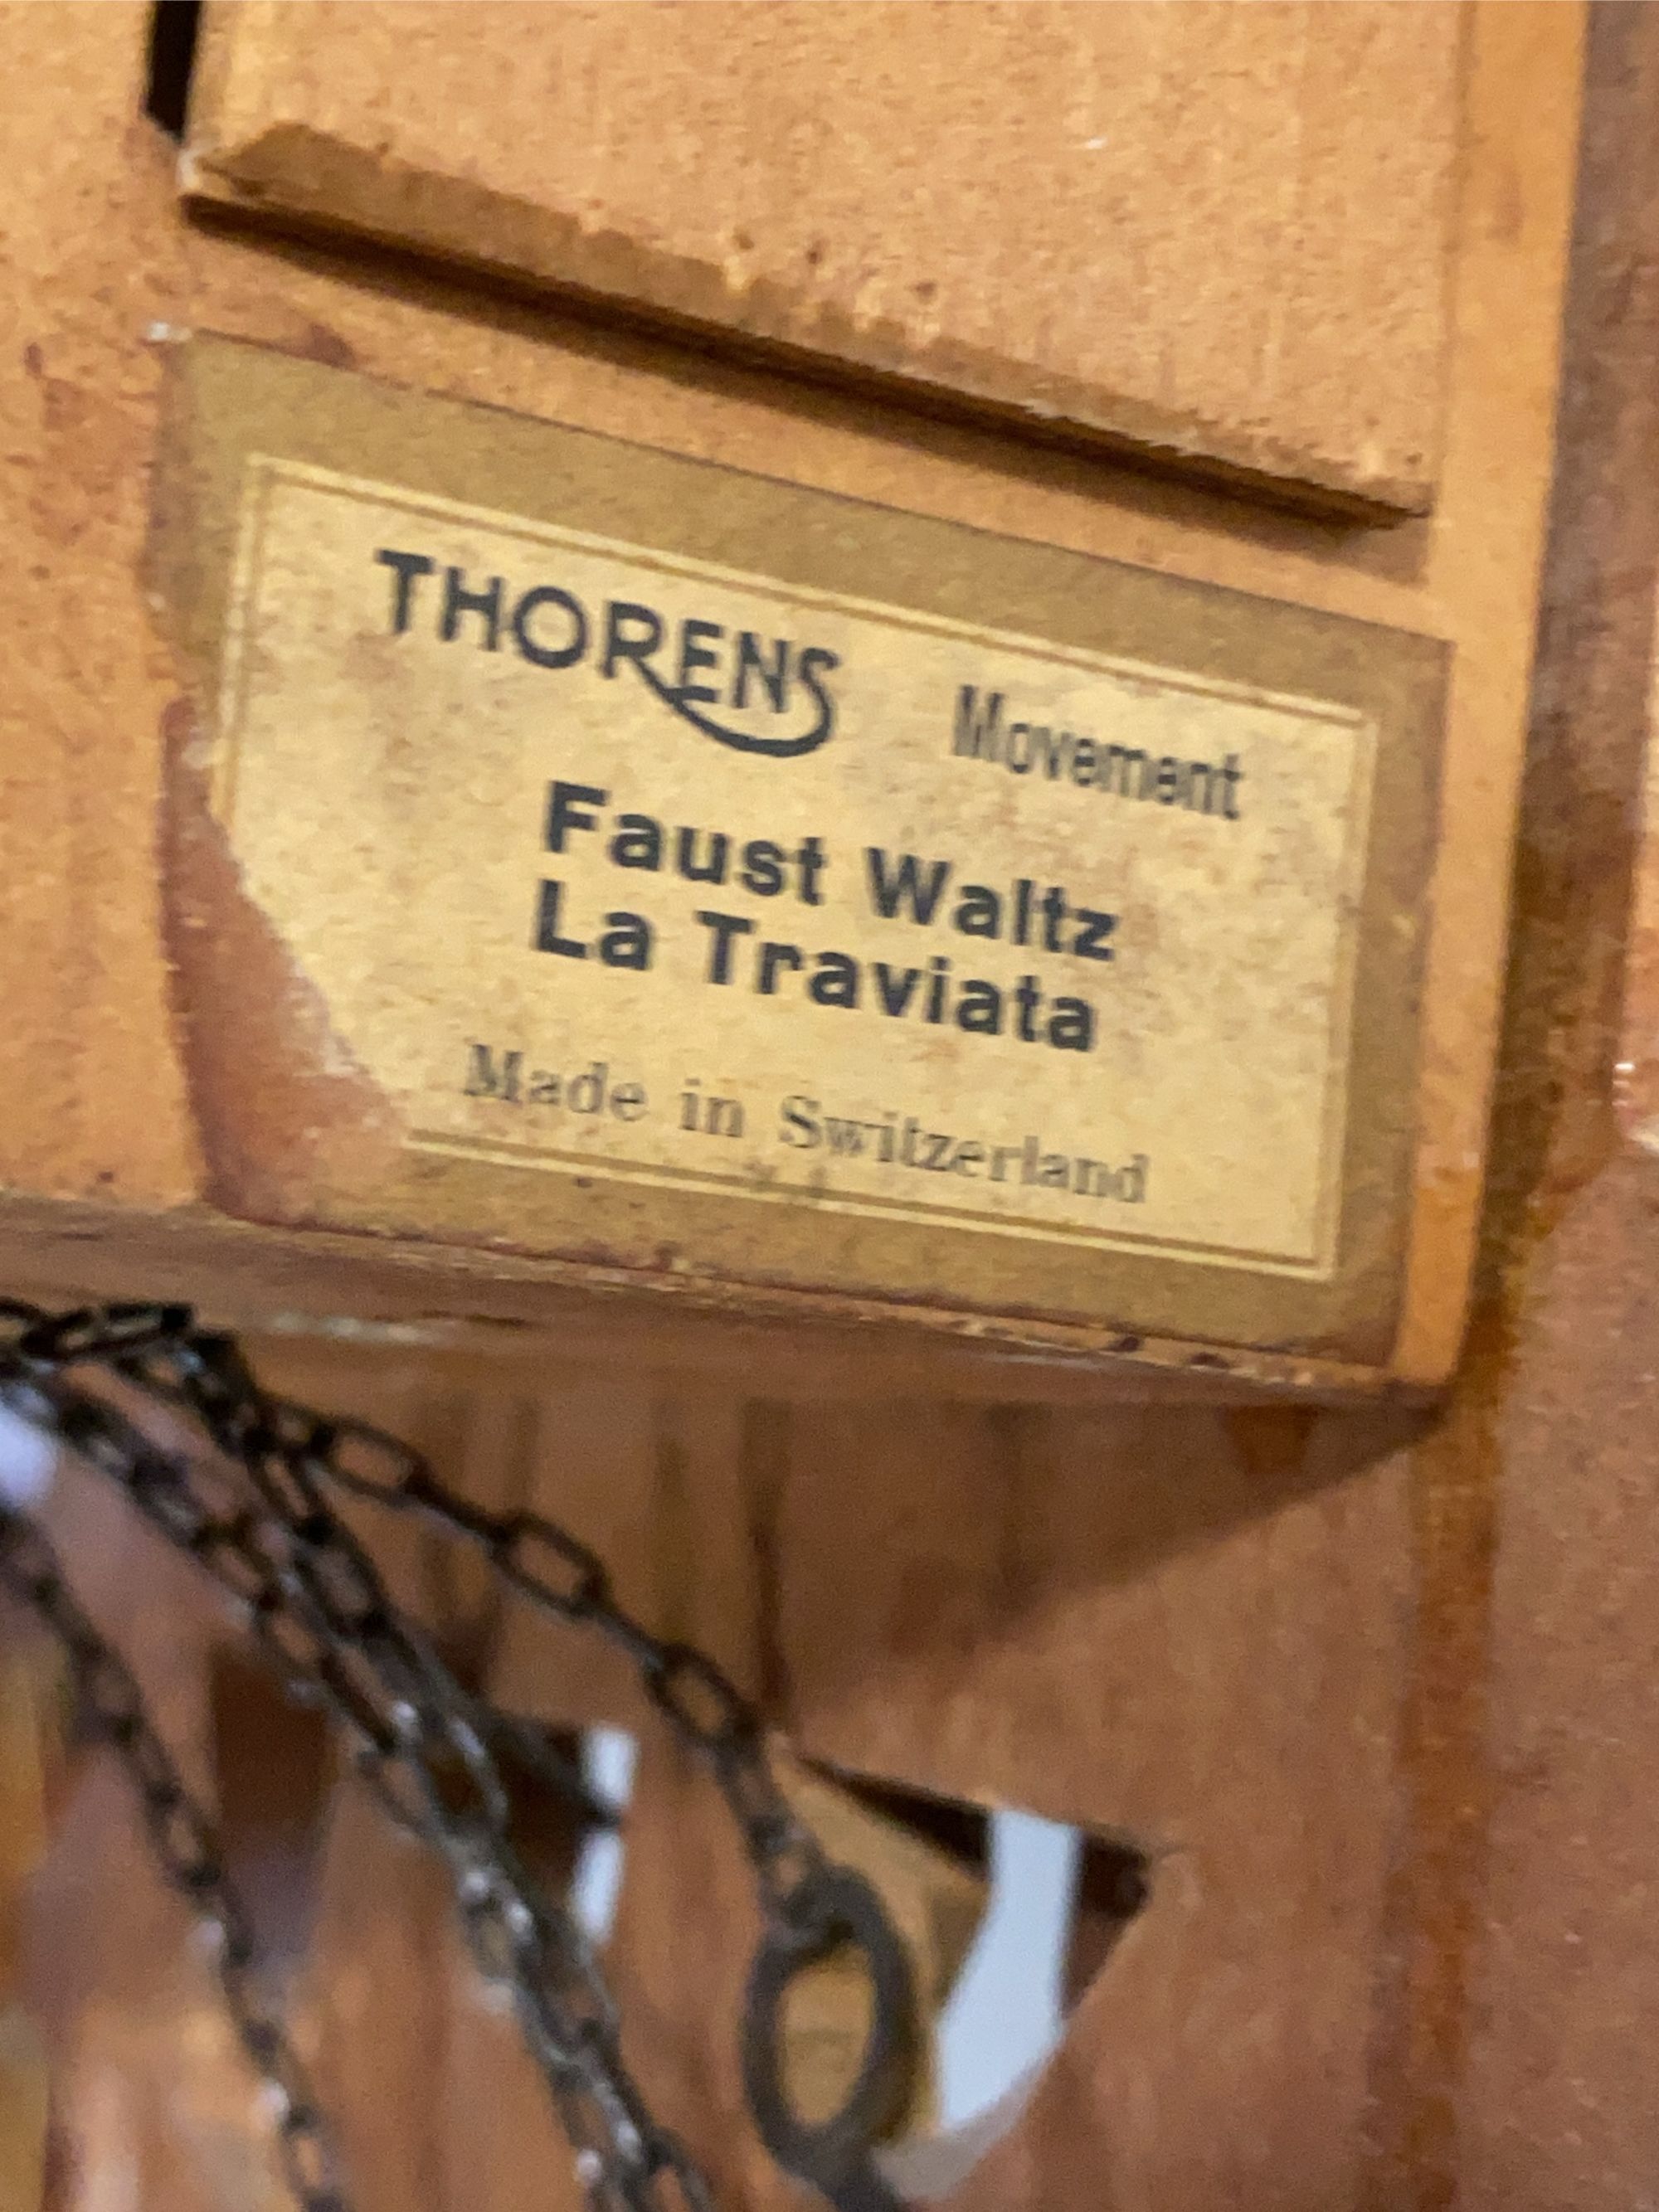 THORENS Movement
Faust Waltz
La Traviata
Made in Switzerland